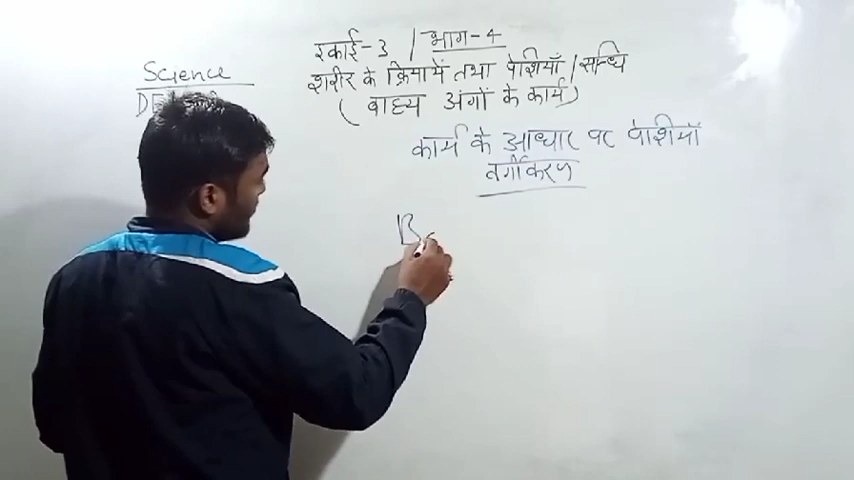 Science
इकाई-3 / भाग-4
शरीर के क्रियायें तथा पेशियाँ / सन्धि
( वाह्य अंगों के कार्य )
कार्य के आधार पर पेशियों
वर्गीकरण
B